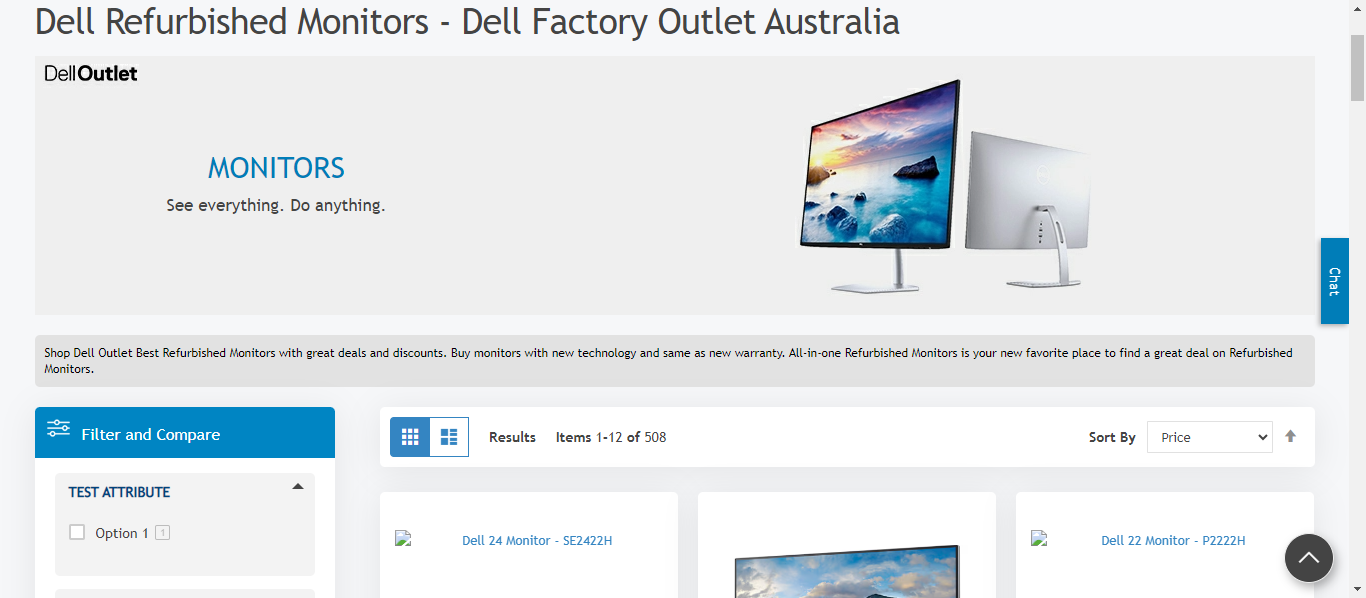 Dell Refurbished Monitors - Dell Factory Outlet Australia
DellOutlet
MONITORS
See everything. Do anything.
Chat
Shop Dell Outlet Best Refurbished Monitors with great deals and discounts. Buy monitors with new technology and same as new warranty. All-in-one Refurbished Monitors is your new favorite place to find a great deal on Refurbished
Monitors.
Filter and Compare
Results Items 1-12 of 508 Sort By Price
TEST ATTRIBUTE
Option 1 1
Dell 24 Monitor - SE2422H
Dell 22 Monitor - P2222H